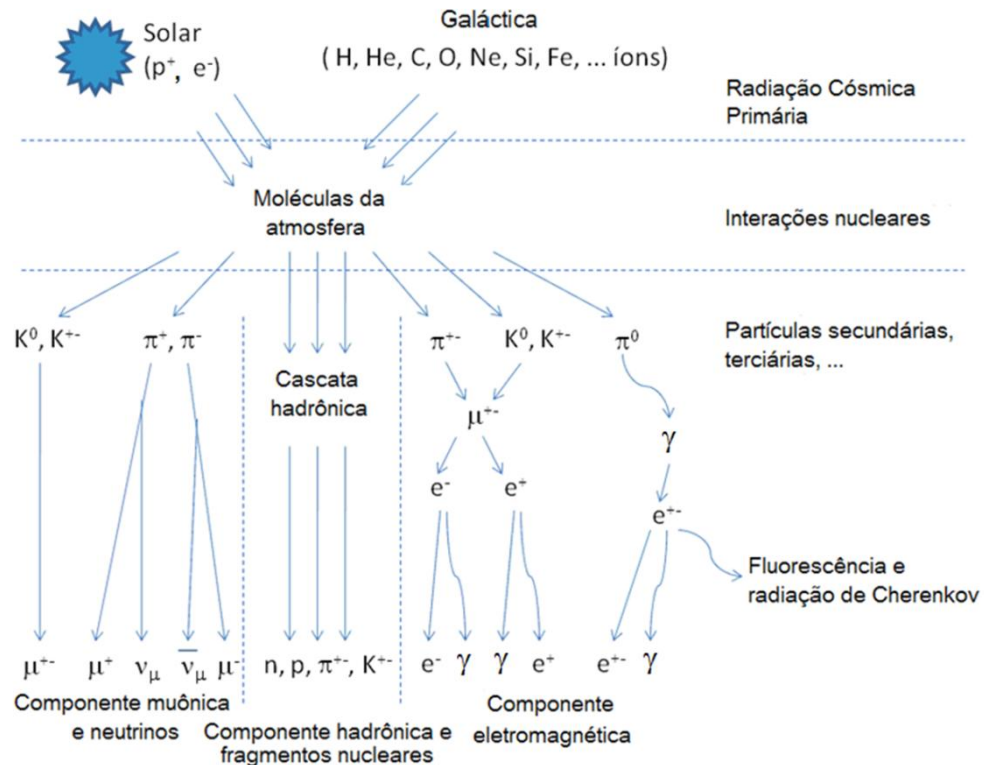 Solar
(p⁺, e⁻)
Galáctica
( H, He, C, O, Ne, Si, Fe, ... íons)
Radiação Cósmica
Primária
Moléculas da
atmosfera
Interações nucleares
K⁰, K⁺⁻
π⁺, π⁻
π⁺⁻
K⁰, K⁺⁻
π⁰
Partículas secundárias,
terciárias, ...
Cascata
hadrônica
μ⁺⁻
γ
e⁻
e⁺
e⁺⁻
Fluorescência e
radiação de Cherenkov
μ⁺⁻ μ⁺ ν_μ ν̅_μ μ⁻
n, p, π⁺⁻, K⁺⁻
e⁻ γ γ e⁺ e⁺⁻ γ
Componente muônica
e neutrinos
Componente hadrônica e
fragmentos nucleares
Componente
eletromagnética